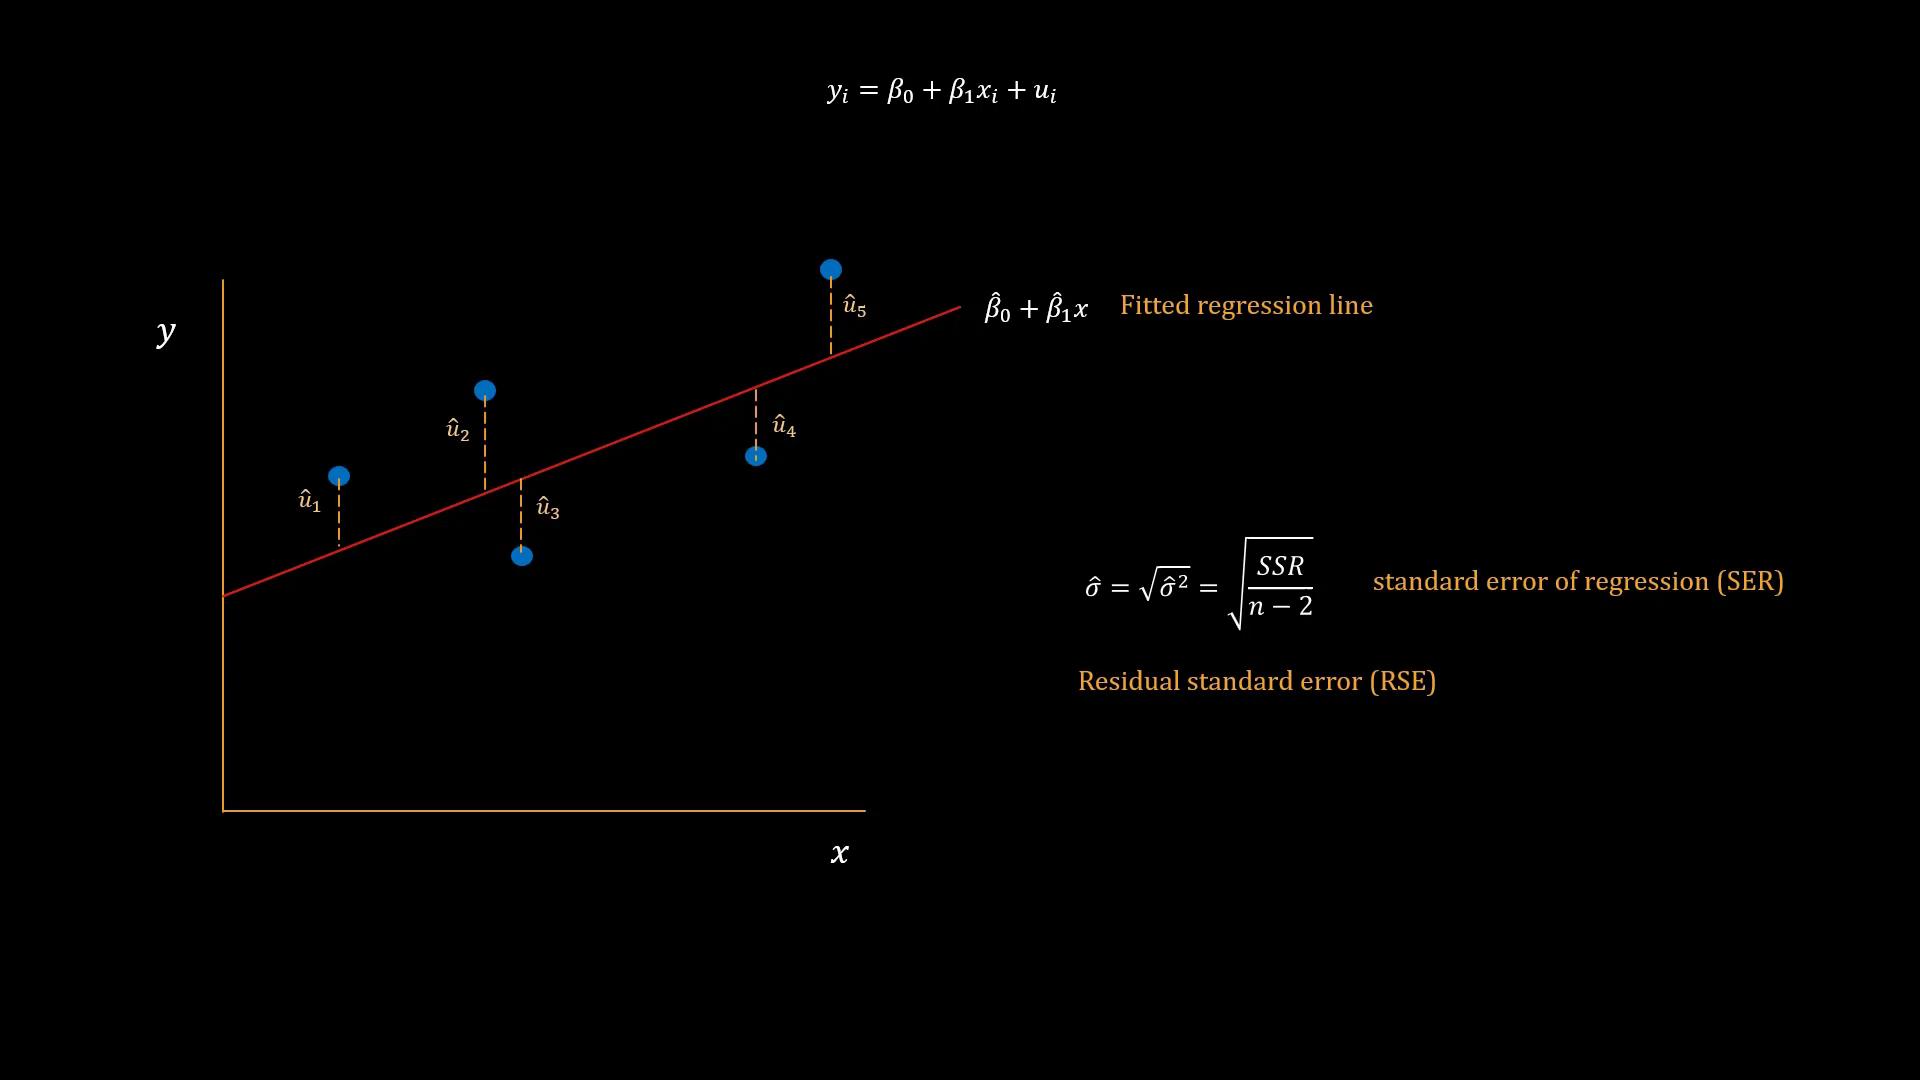 yᵢ = β₀ + β₁xᵢ + uᵢ
y
β̂₀ + β̂₁x Fitted regression line
û₅
û₂
û₄
û₁
û₃
σ̂ = √σ̂² = √(SSR / n − 2) standard error of regression (SER)
Residual standard error (RSE)
x